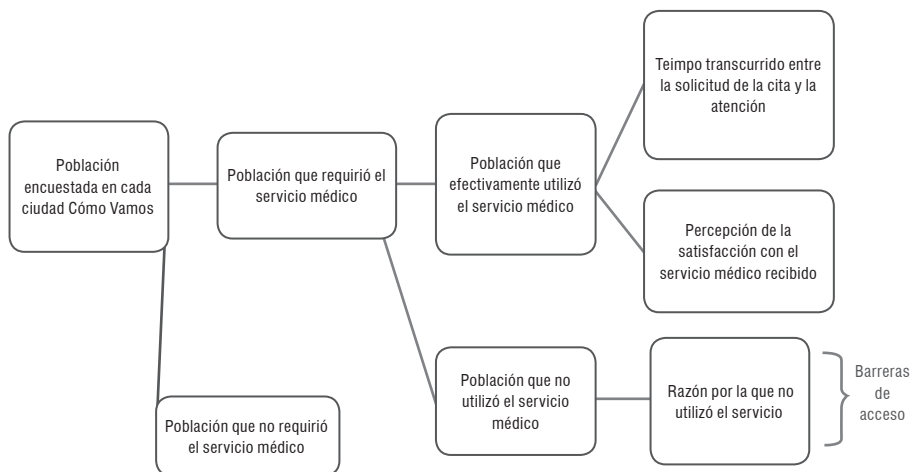 Población
encuestada en cada
ciudad Cómo Vamos
Población que requirió el
servicio médico
Población que
efectivamente utilizó
el servicio médico
Teimpo transcurrido entre
la solicitud de la cita y la
atención
Percepción de la
satisfacción con el
servicio médico recibido
Población que no
utilizó el servicio
médico
Razón por la que no
utilizó el servicio
Barreras
de
acceso
Población que no requirió
el servicio médico